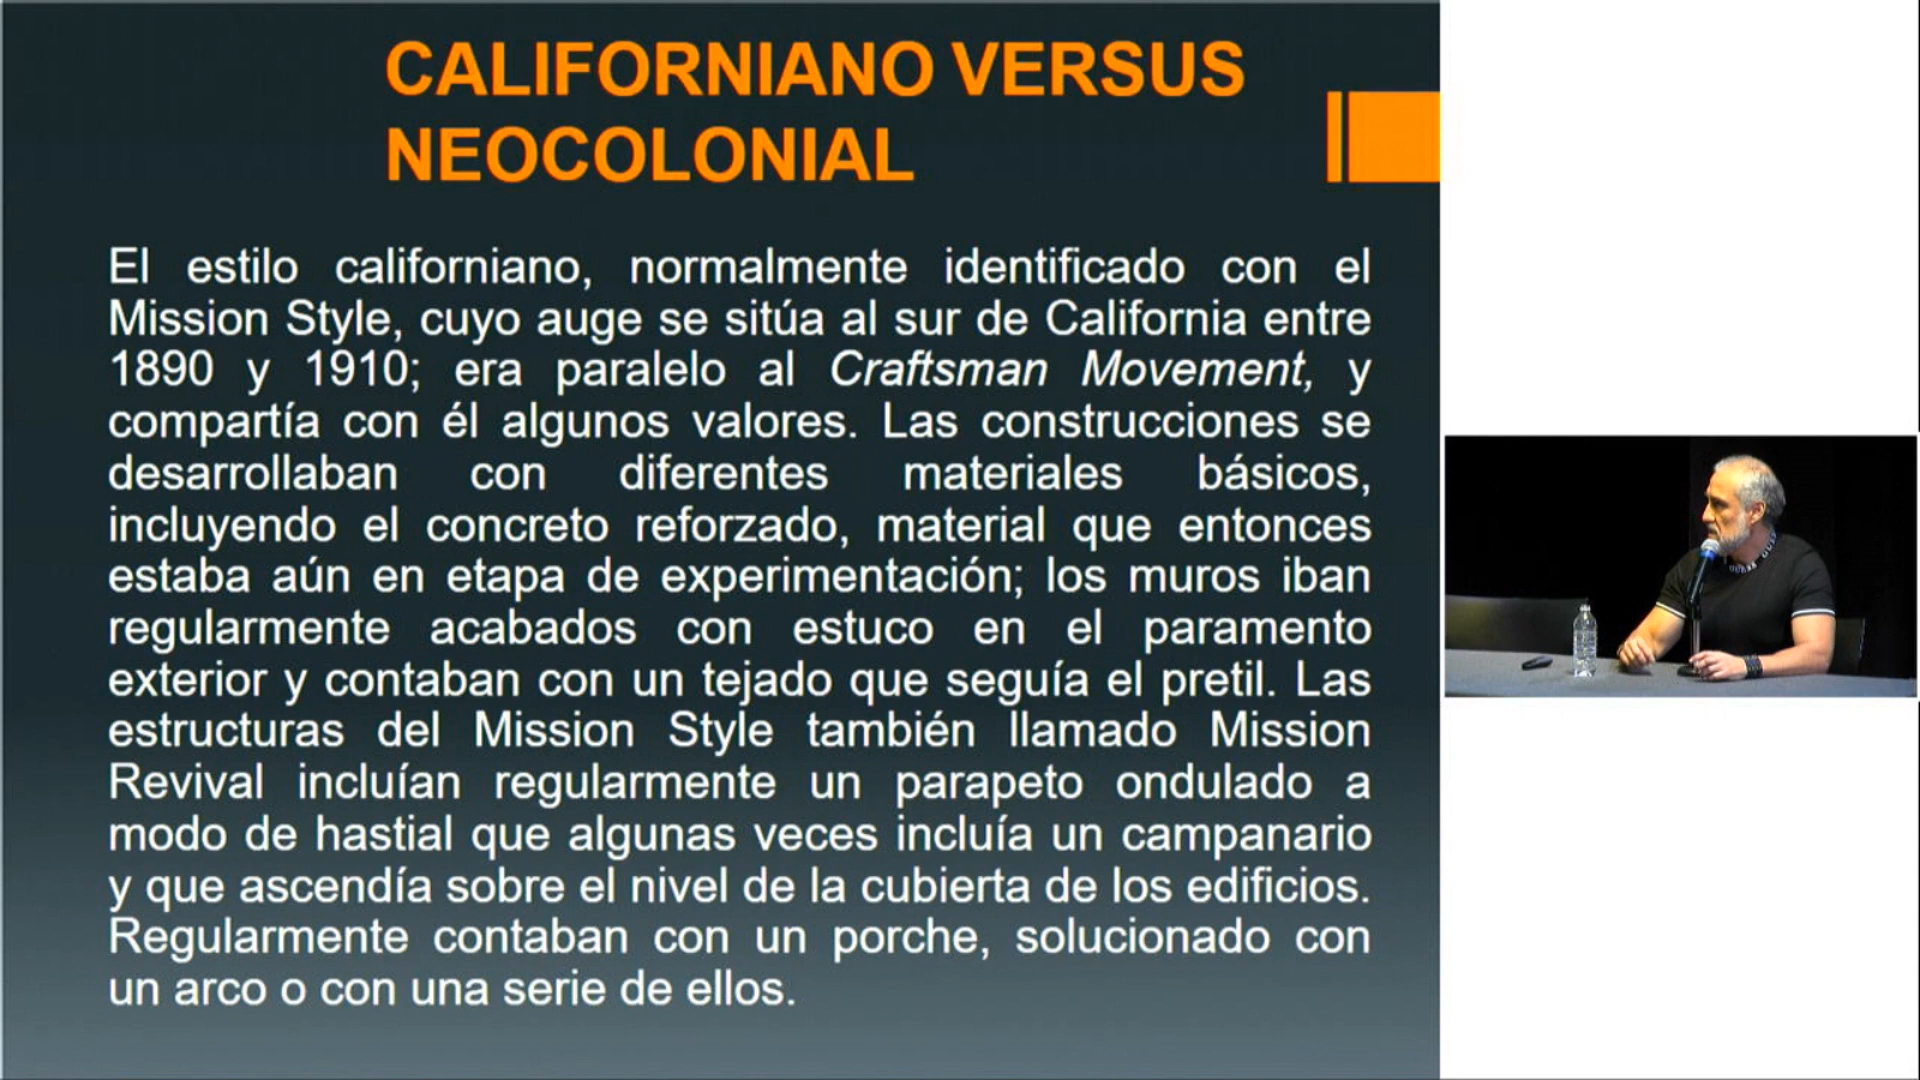 CALIFORNIANO VERSUS
NEOCOLONIAL
El estilo californiano, normalmente identificado con el
Mission Style, cuyo auge se sitúa al sur de California entre
1890 y 1910; era paralelo al Craftsman Movement, y
compartía con él algunos valores. Las construcciones se
desarrollaban con diferentes materiales básicos,
incluyendo el concreto reforzado, material que entonces
estaba aún en etapa de experimentación; los muros iban
regularmente acabados con estuco en el paramento
exterior y contaban con un tejado que seguía el pretil. Las
estructuras del Mission Style también llamado Mission
Revival incluían regularmente un parapeto ondulado a
modo de hastial que algunas veces incluía un campanario
y que ascendía sobre el nivel de la cubierta de los edificios.
Regularmente contaban con un porche, solucionado con
un arco o con una serie de ellos.